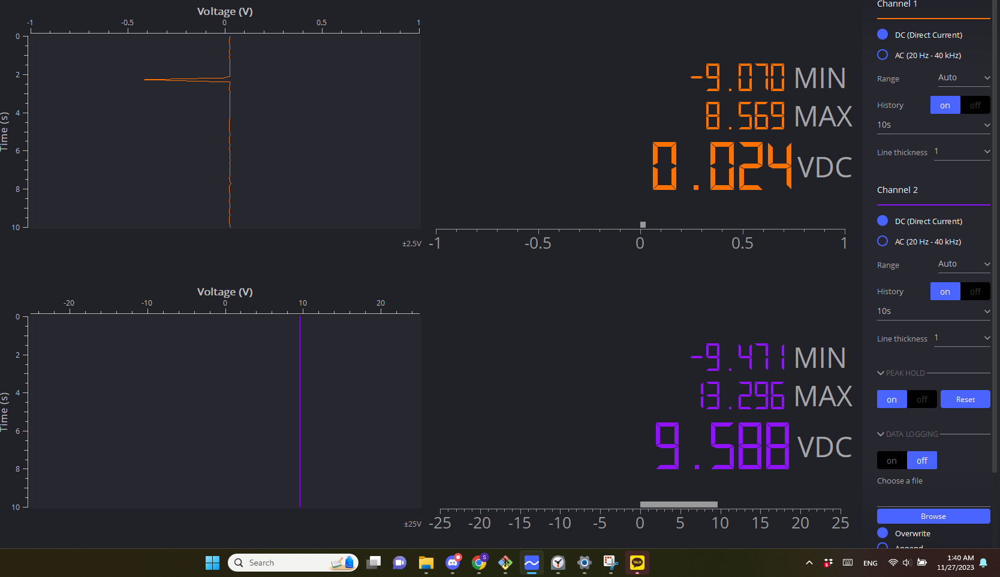 Voltage (V)
-1 -0.5 0 0.5 1
0
2
4
6
8
10
Time (s)
±2.5V
-9.070 MIN
8.569 MAX
0.024 VDC
-1 -0.5 0 0.5 1
Voltage (V)
-20 -10 0 10 20
0
2
4
6
8
10
Time (s)
±25V
-9.471 MIN
13.296 MAX
9.588 VDC
-25 -20 -15 -10 -5 0 5 10 15 20 25
Channel 1
DC (Direct Current)
AC (20 Hz - 40 kHz)
Range Auto
History on off
10s
Line thickness 1
Channel 2
DC (Direct Current)
AC (20 Hz - 40 kHz)
Range Auto
History on off
10s
Line thickness 1
PEAK HOLD
on off Reset
DATA LOGGING
on off
Choose a file
Browse
Overwrite
Append
Search
S
TALK
6
ENG
1:40 AM
11/27/2023